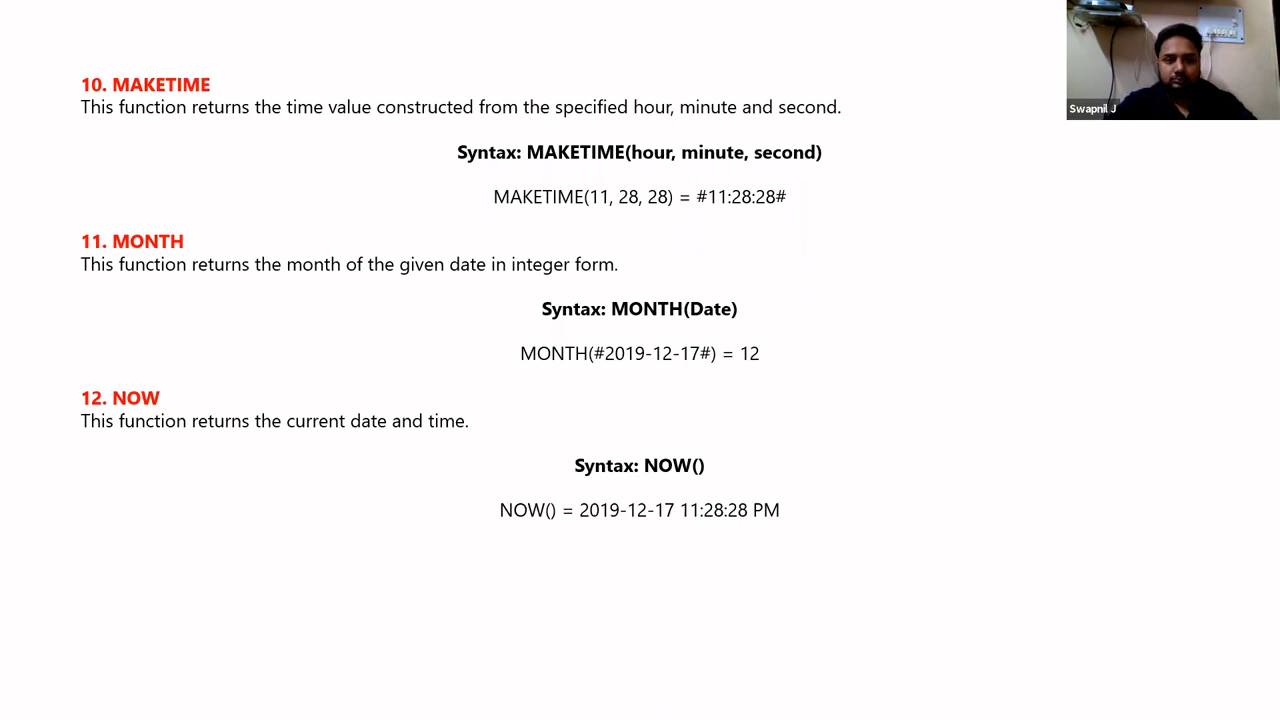 10. MAKETIME
This function returns the time value constructed from the specified hour, minute and second.
Syntax: MAKETIME(hour, minute, second)
MAKETIME(11, 28, 28) = #11:28:28#
11. MONTH
This function returns the month of the given date in integer form.
Syntax: MONTH(Date)
MONTH(#2019-12-17#) = 12
12. NOW
This function returns the current date and time.
Syntax: NOW()
NOW() = 2019-12-17 11:28:28 PM
Swapnil J